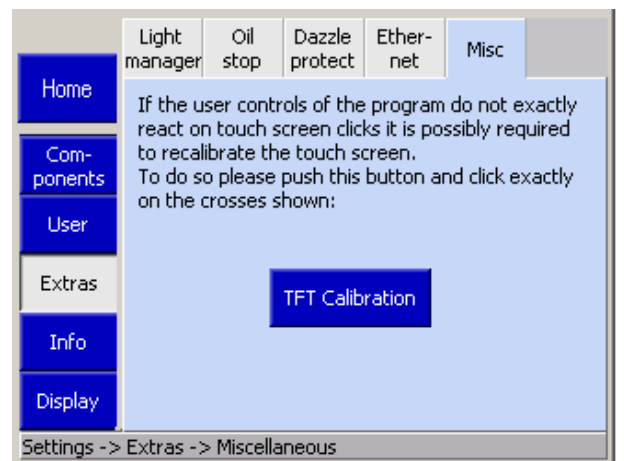 Light manager
Oil stop
Dazzle protect
Ether-
net
Misc
Home
Com-
ponents
User
Extras
Info
Display
If the user controls of the program do not exactly
react on touch screen clicks it is possibly required
to recalibrate the touch screen.
To do so please push this button and click exactly
on the crosses shown:
TFT Calibration
Settings -> Extras -> Miscellaneous